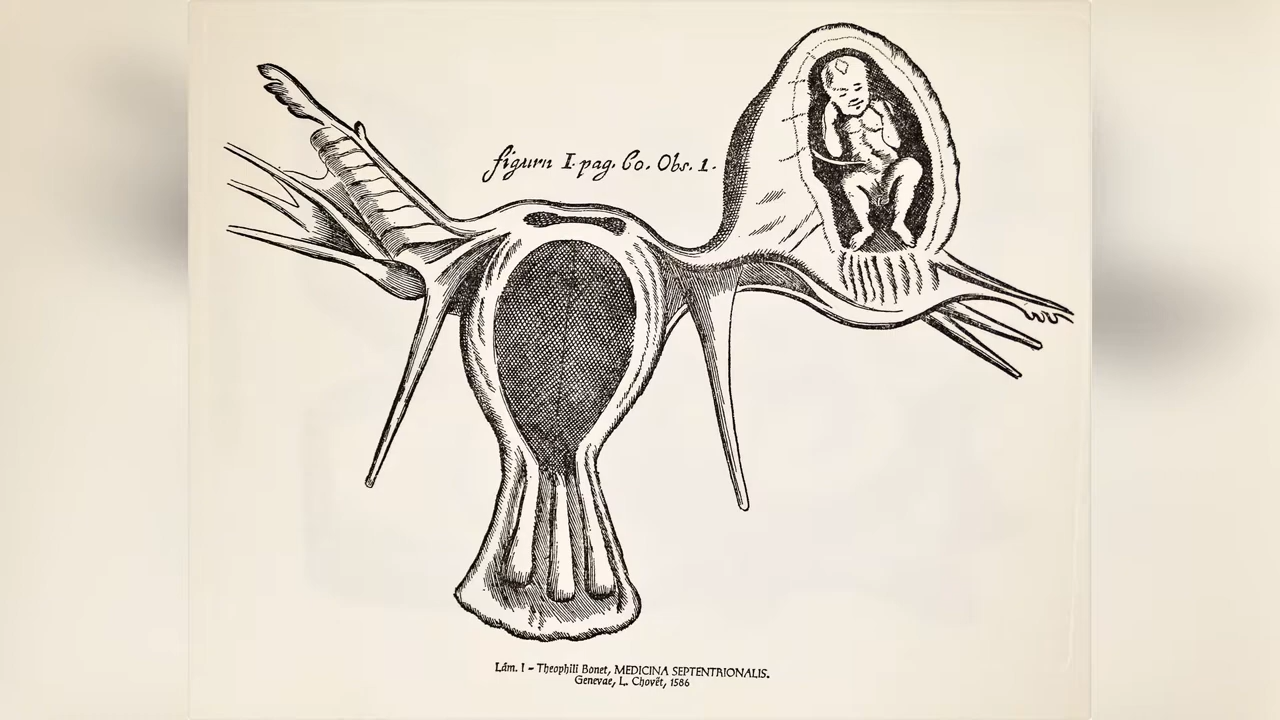 figura I. pag. 60. Obs. 1.
Lám. I – Theophili Bonet, MEDICINA SEPTENTRIONALIS.
Genevae, L. Chovët, 1586